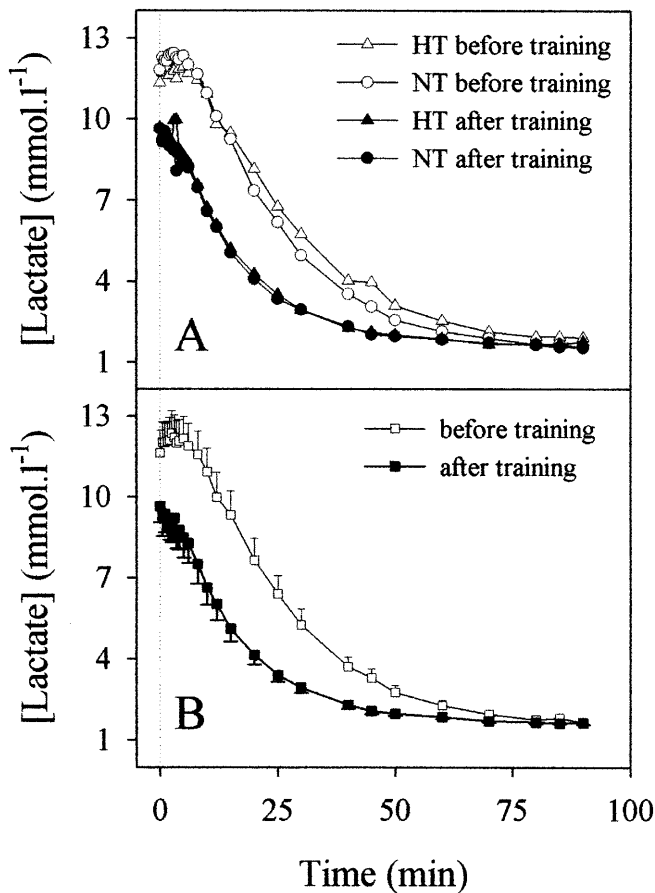 13
10
7
4
1
[Lactate] (mmol.l⁻¹)
HT before training
NT before training
HT after training
NT after training
A
13
10
7
4
1
[Lactate] (mmol.l⁻¹)
before training
after training
B
0 25 50 75 100
Time (min)